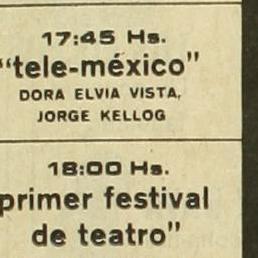 17:45 Hs.
"tele-méxico"
DORA ELVIA VISTA,
JORGE KELLOG
18:00 Hs.
primer festival
de teatro"